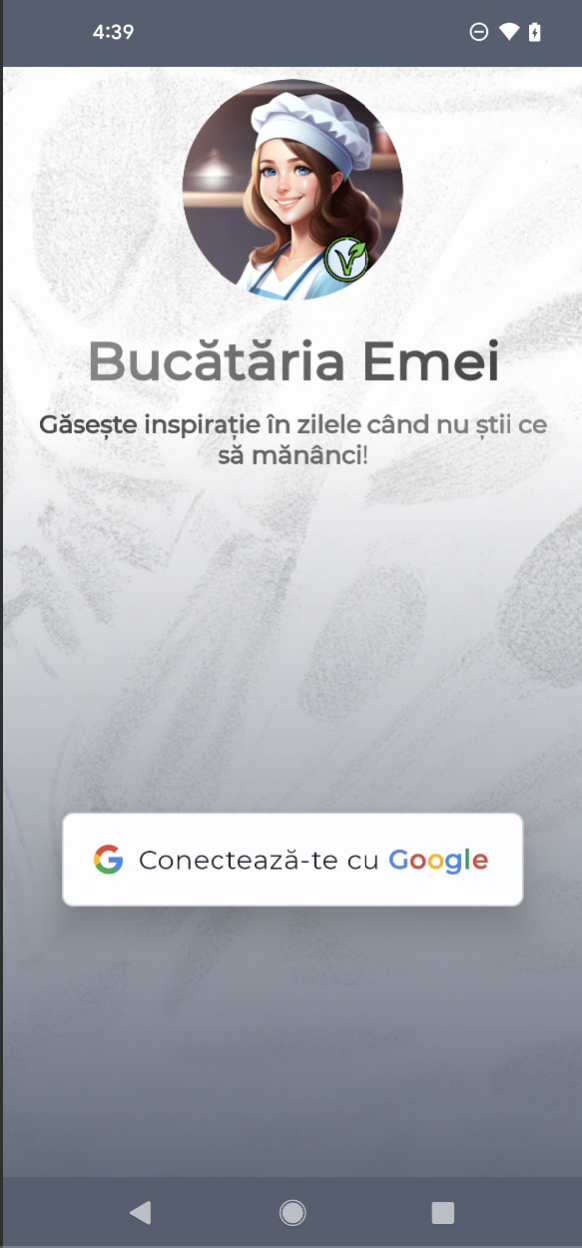 4:39
Bucătăria Emei
Găsește inspirație în zilele când nu știi ce
să mănânci!
Conectează-te cu Google